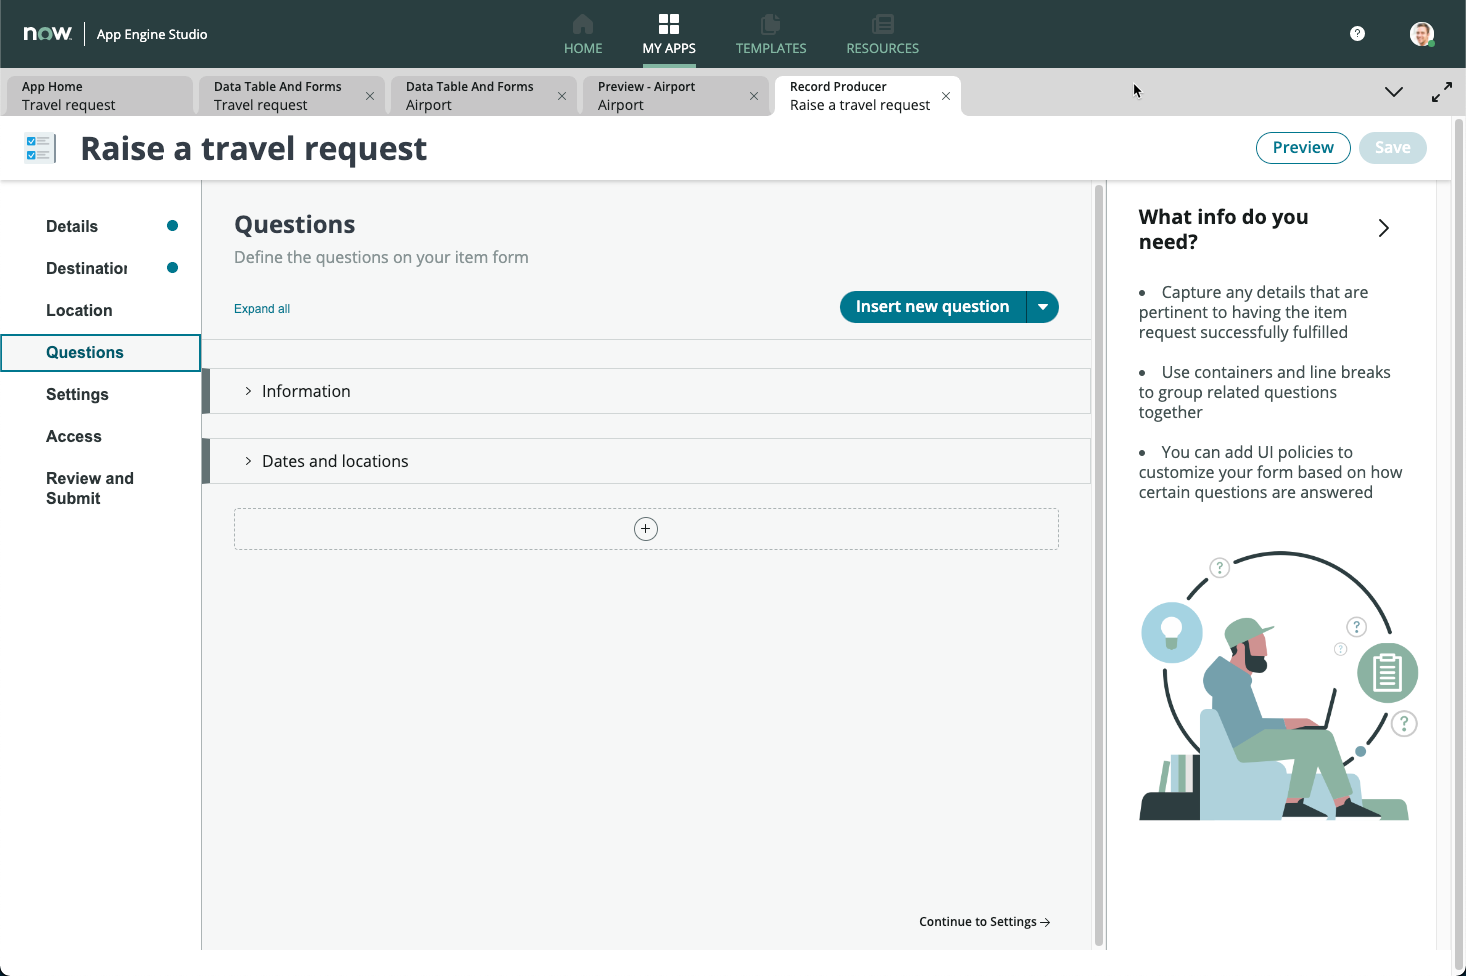 now
App Engine Studio
HOME
MY APPS
TEMPLATES
RESOURCES
App Home
Travel request
Data Table And Forms
Travel request
Data Table And Forms
Airport
Preview - Airport
Airport
Record Producer
Raise a travel request
Raise a travel request
Preview
Save
Details
Destination
Location
Questions
Settings
Access
Review and
Submit
Questions
Define the questions on your item form
Expand all
Insert new question
Information
Dates and locations
Continue to Settings
What info do you
need?
• Capture any details that are
pertinent to having the item
request successfully fulfilled
• Use containers and line breaks
to group related questions
together
• You can add UI policies to
customize your form based on how
certain questions are answered
?
?
?
?